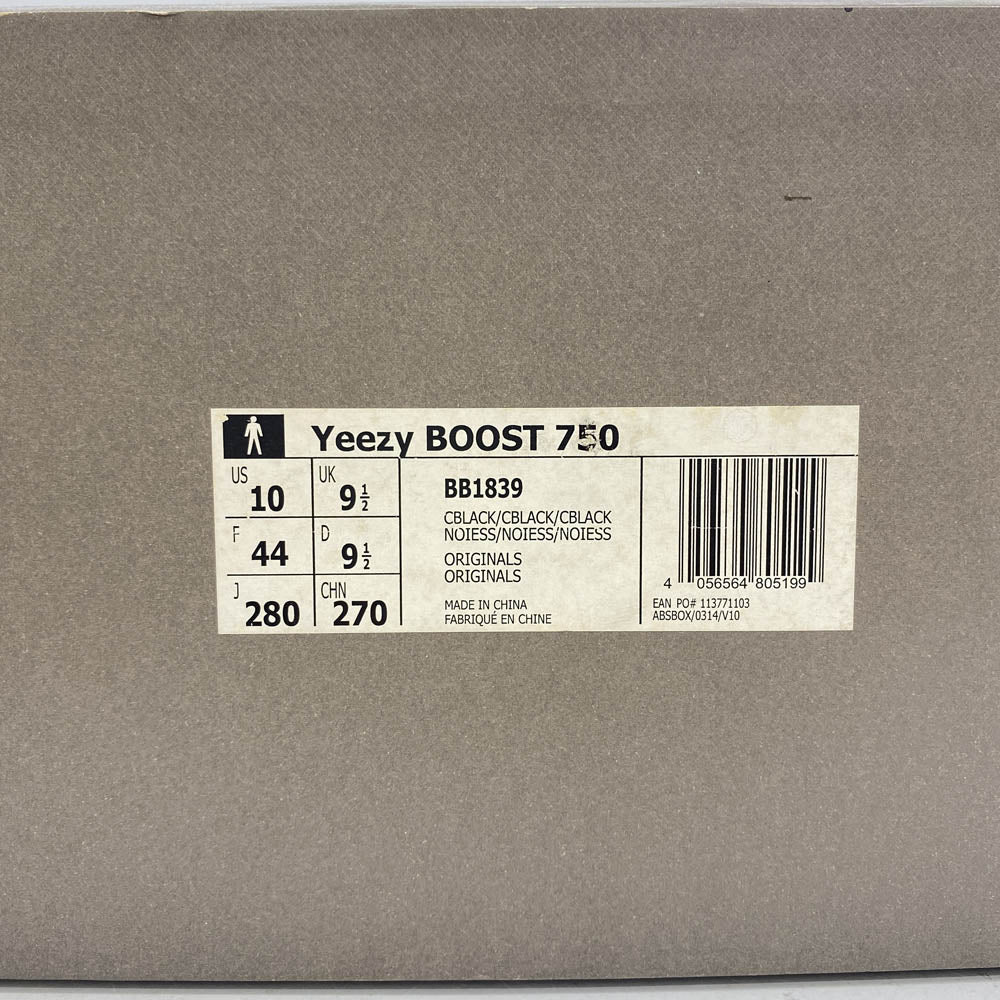 Yeezy BOOST 750
US 10 UK 9 1/2
F 44 D 9 1/2
J 280 CHN 270
BB1839
CBLACK/CBLACK/CBLACK
NOIESS/NOIESS/NOIESS
ORIGINALS
ORIGINALS
MADE IN CHINA
FABRIQUÉ EN CHINE
4 056564 805199
EAN PO# 113771103
ABSBOX/0314/V10